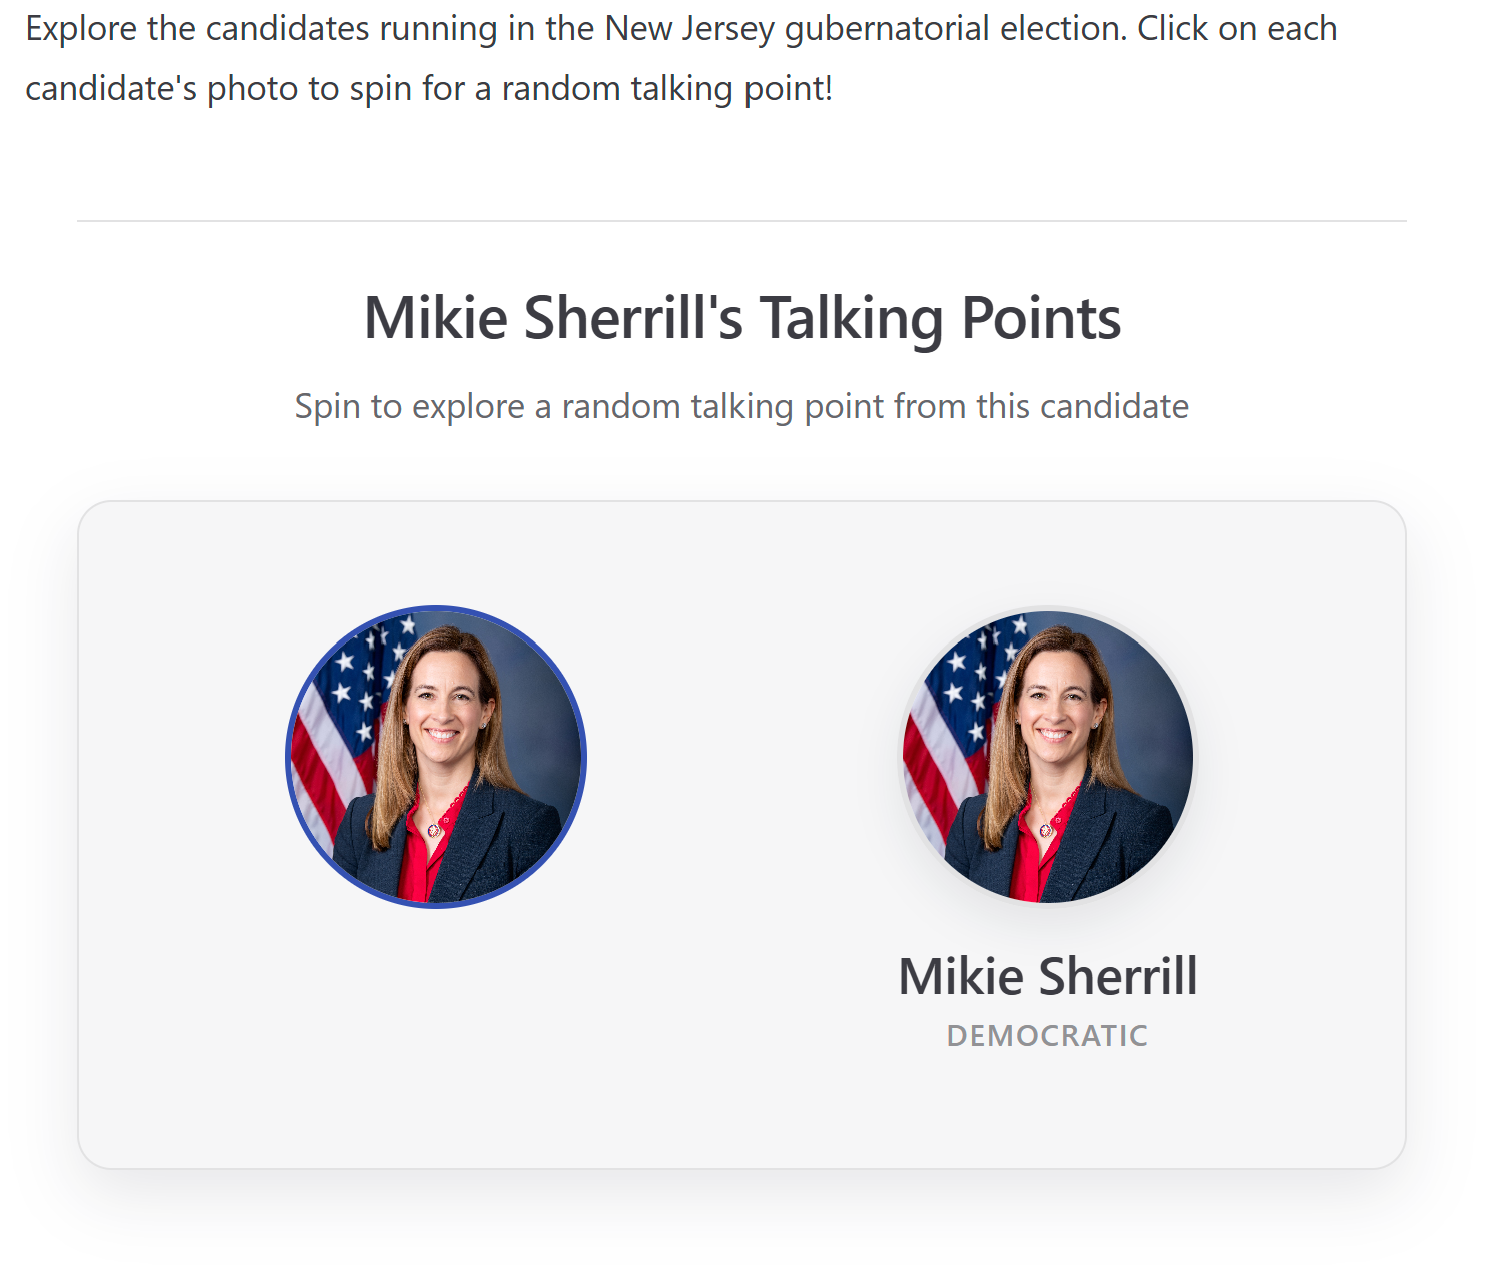 Explore the candidates running in the New Jersey gubernatorial election. Click on each
candidate's photo to spin for a random talking point!
Mikie Sherrill's Talking Points
Spin to explore a random talking point from this candidate
Mikie Sherrill
DEMOCRATIC